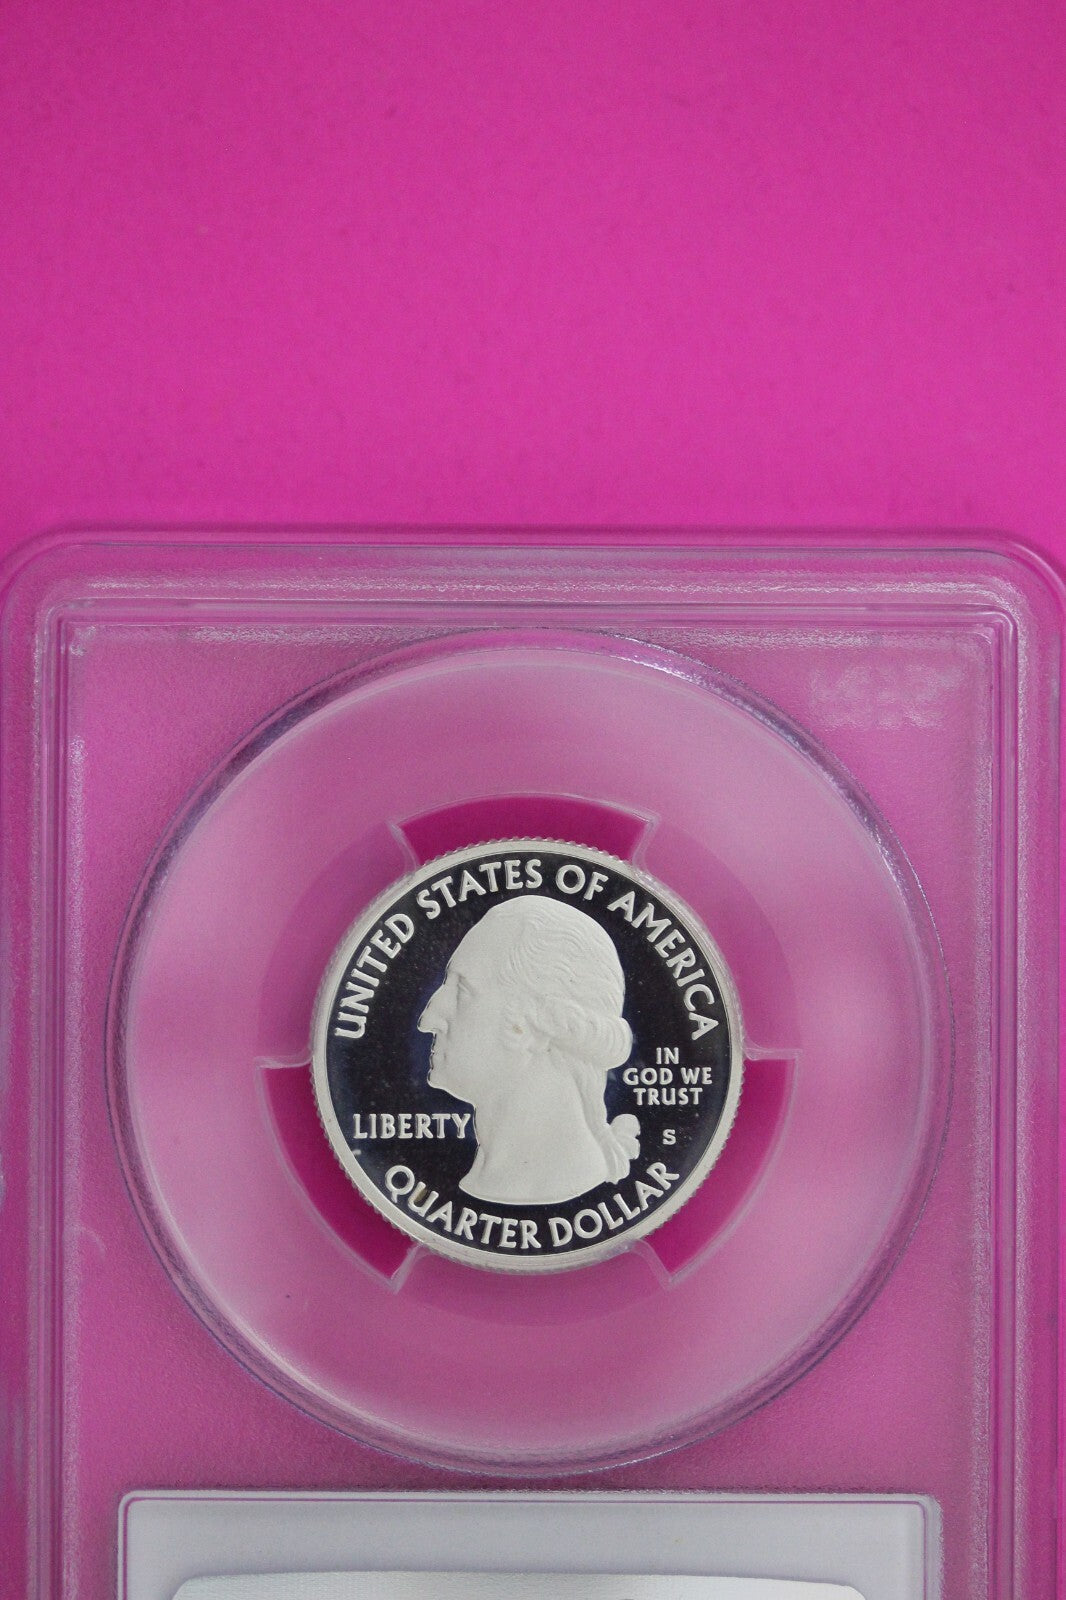 UNITED STATES OF AMERICA
LIBERTY
IN
GOD WE
TRUST
S
QUARTER DOLLAR